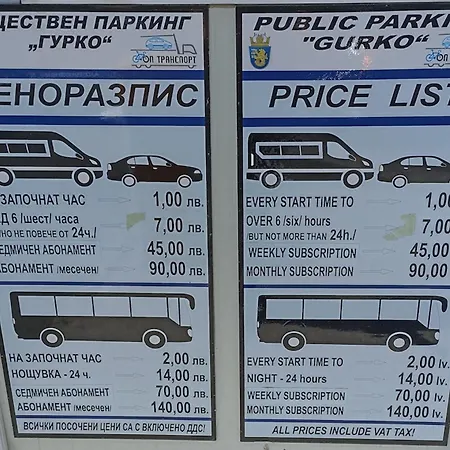 ЩЕСТВЕН ПАРКИНГ
„ГУРКО“
ОП ТРАНСПОРТ
ЕНОРАЗПИС
ЗАПОЧНАТ ЧАС 1,00 лв.
Д 6 /шест/ часа
/НО НЕ ПОВЕЧЕ ОТ 24ч./ 7,00 лв.
ЕДМИЧЕН АБОНАМЕНТ 45,00 лв.
АБОНАМЕНТ /месечен/ 90,00 лв.
НА ЗАПОЧНАТ ЧАС 2,00 лв.
НОЩУВКА - 24 ч. 14,00 лв.
СЕДМИЧЕН АБОНАМЕНТ 70,00 лв.
АБОНАМЕНТ /месечен/ 140,00 лв.
ВСИЧКИ ПОСОЧЕНИ ЦЕНИ СА С ВКЛЮЧЕНО ДДС!
PUBLIC PARKI
"GURKO"
ОП
PRICE LIST
EVERY START TIME TO 1,00
OVER 6 /six/ hours
/BUT NOT MORE THAN 24h./ 7,00
WEEKLY SUBSCRIPTION 45,00
MONTHLY SUBSCRIPTION 90,00
EVERY START TIME TO 2,00 lv.
NIGHT - 24 hours 14,00 lv.
WEEKLY SUBSCRIPTION 70,00 lv.
MONTHLY SUBSCRIPTION 140,00 lv.
ALL PRICES INCLUDE VAT TAX!